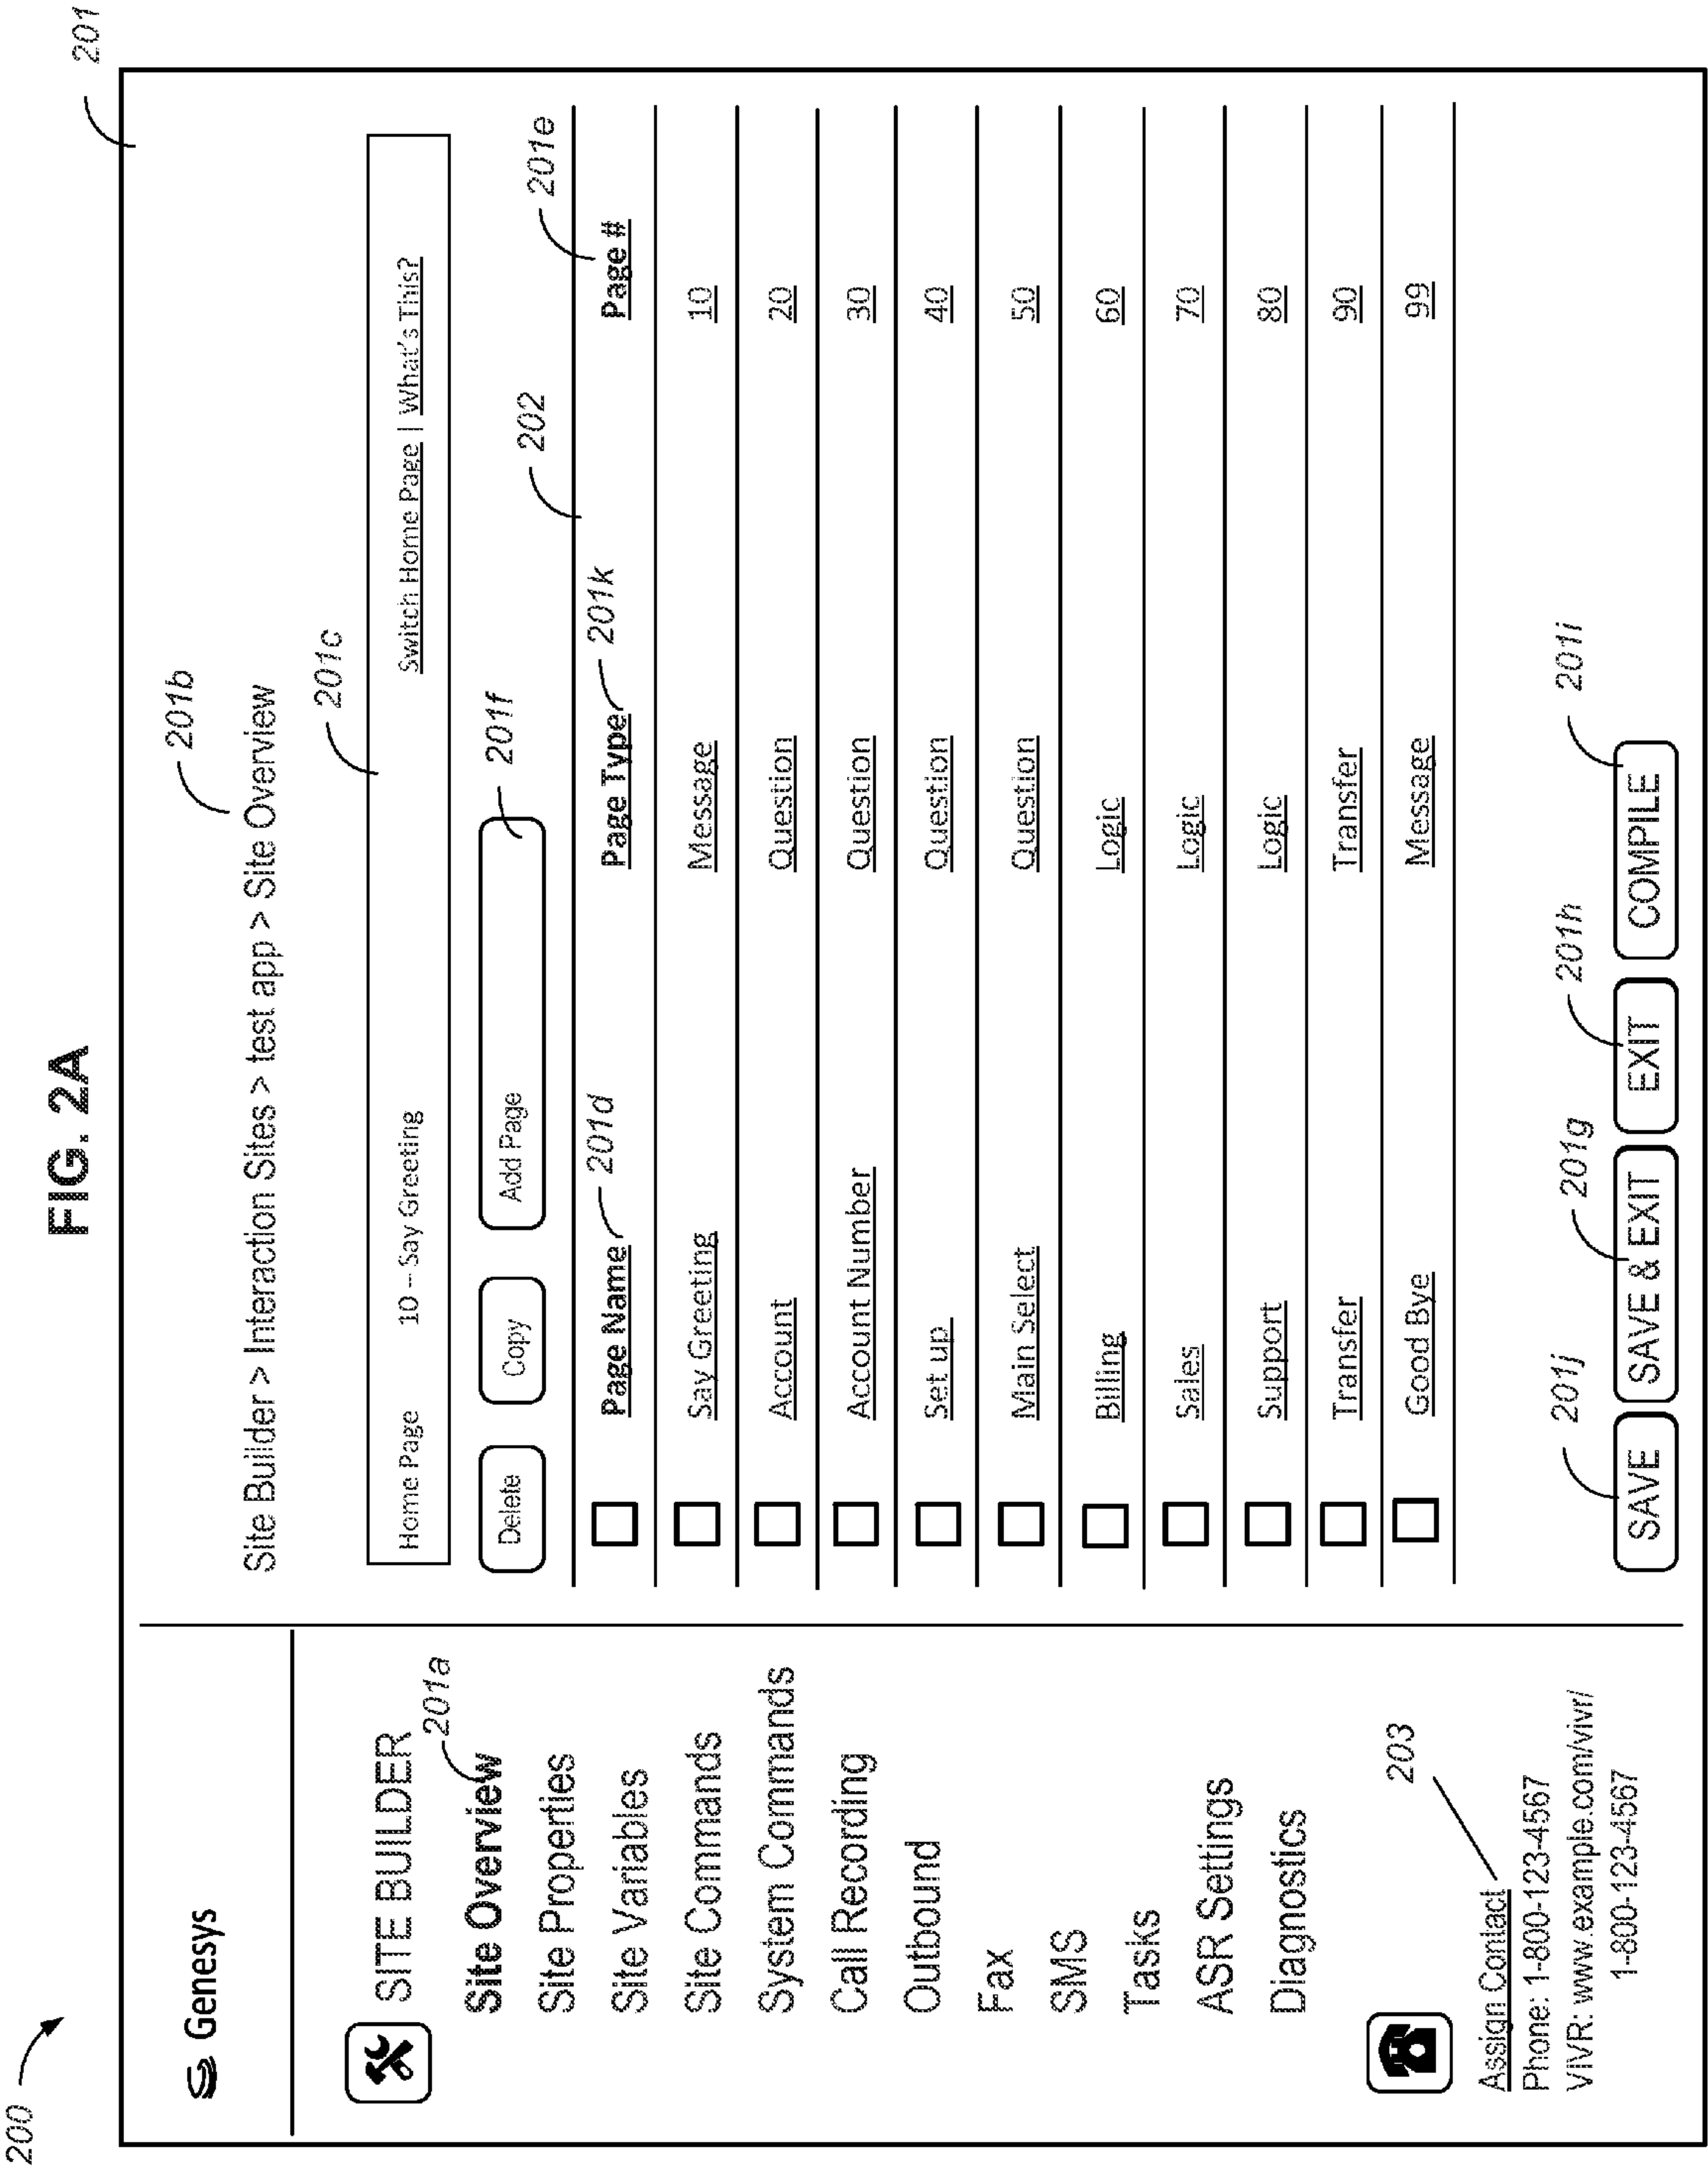 FIG. 2A
200
201
Genesys
SITE BUILDER
Site Overview
201a
Site Properties
Site Variables
Site Commands
System Commands
Call Recording
Outbound
Fax
SMS
Tasks
ASR Settings
Diagnostics
203
Assign Contact
Phone: 1-800-123-4567
VIVR: www.example.com/vivr/
1-800-123-4567
201b
Site Builder > Interaction Sites > test app > Site Overview
201c
Home Page 10 – Say Greeting Switch Home Page | What's This?
201f
Delete Copy Add Page
202
201d 201k 201e
Page Name Page Type Page #
Say Greeting Message 10
Account Question 20
Account Number Question 30
Set up Question 40
Main Select Question 50
Billing Logic 60
Sales Logic 70
Support Logic 80
Transfer Transfer 90
Good Bye Message 99
201j 201g 201h 201i
SAVE SAVE & EXIT EXIT COMPILE